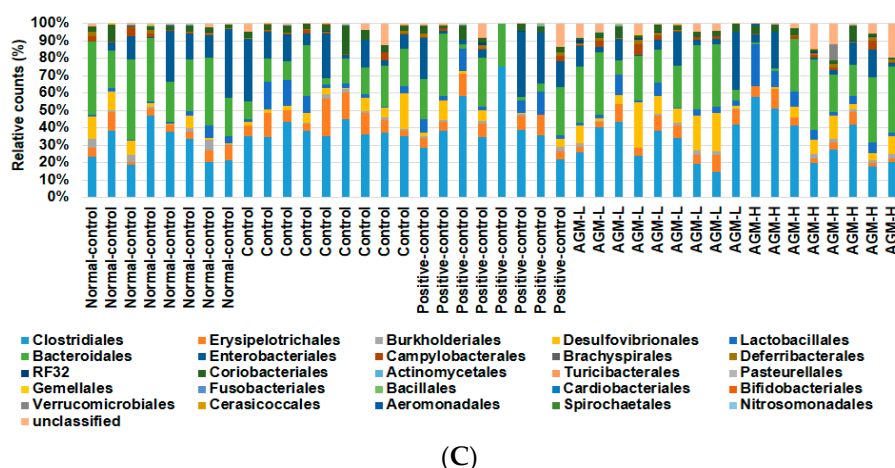 Relative counts (%)
100%
90%
80%
70%
60%
50%
40%
30%
20%
10%
0%
Normal-control
Normal-control
Normal-control
Normal-control
Normal-control
Normal-control
Normal-control
Normal-control
Control
Control
Control
Control
Control
Control
Control
Control
Control
Positive-control
Positive-control
Positive-control
Positive-control
Positive-control
Positive-control
Positive-control
Positive-control
AGM-L
AGM-L
AGM-L
AGM-L
AGM-L
AGM-L
AGM-L
AGM-L
AGM-L
AGM-H
AGM-H
AGM-H
AGM-H
AGM-H
AGM-H
AGM-H
AGM-H
Clostridiales Erysipelotrichales Burkholderiales Desulfovibrionales Lactobacillales
Bacteroidales Enterobacteriales Campylobacterales Brachyspirales Deferribacterales
RF32 Coriobacteriales Actinomycetales Turicibacterales Pasteurellales
Gemellales Fusobacteriales Bacillales Cardiobacteriales Bifidobacteriales
Verrucomicrobiales Cerasicoccales Aeromonadales Spirochaetales Nitrosomonadales
unclassified
(C)